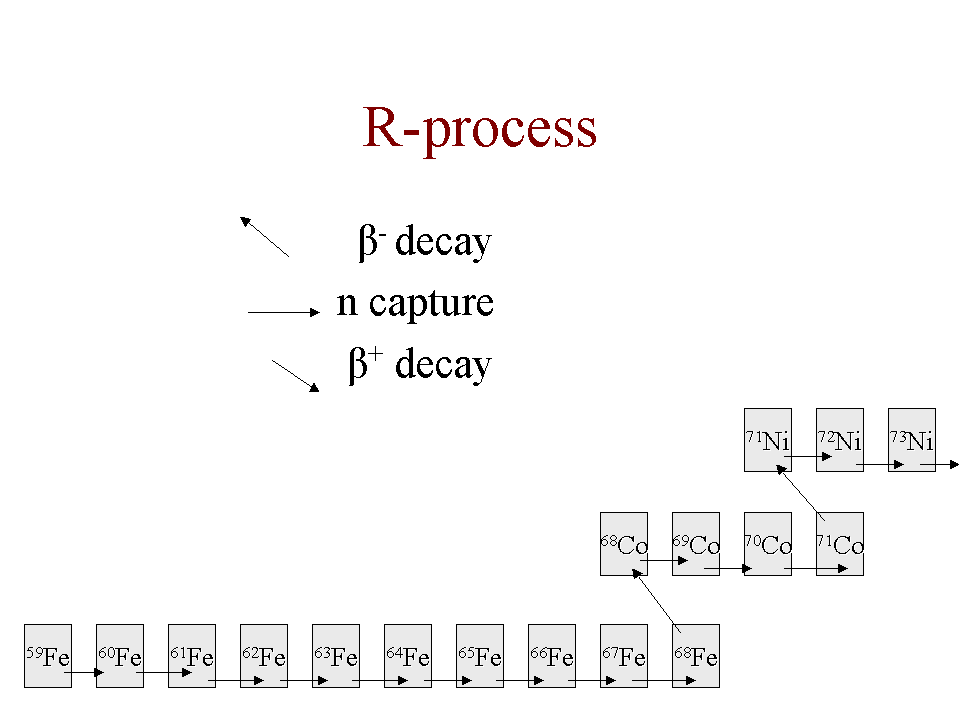 R-process
β⁻ decay
n capture
β⁺ decay
⁷¹Ni ⁷²Ni ⁷³Ni
⁶⁸Co ⁶⁹Co ⁷⁰Co ⁷¹Co
⁵⁹Fe ⁶⁰Fe ⁶¹Fe ⁶²Fe ⁶³Fe ⁶⁴Fe ⁶⁵Fe ⁶⁶Fe ⁶⁷Fe ⁶⁸Fe